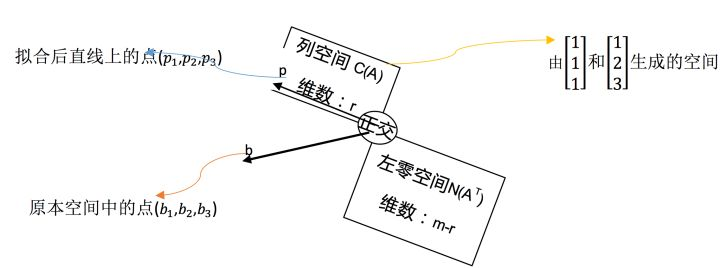 拟合后直线上的点(p₁,p₂,p₃)
p
列空间 C(A)
维数：r
正交
由[1 1 1]和[1 2 3]生成的空间
b
原本空间中的点(b₁,b₂,b₃)
左零空间N(Aᵀ)
维数：m-r